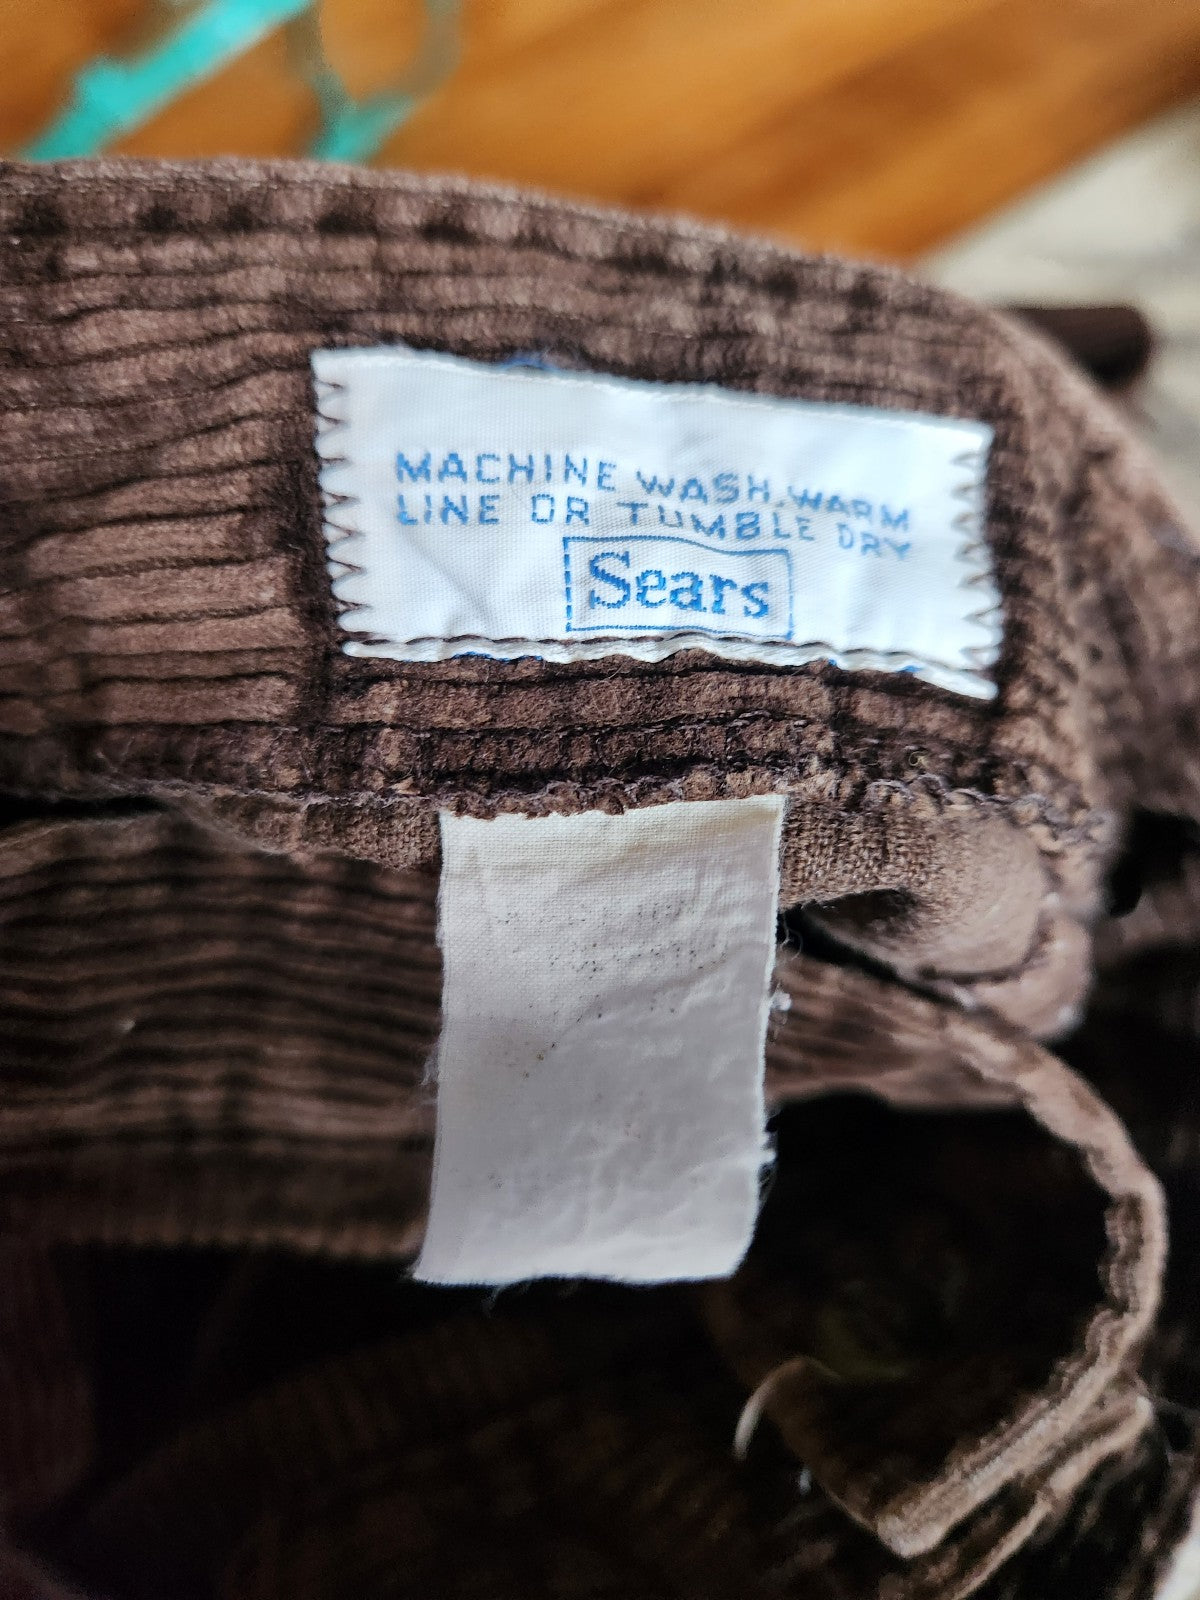 MACHINE WASH, WARM
LINE OR TUMBLE DRY
Sears